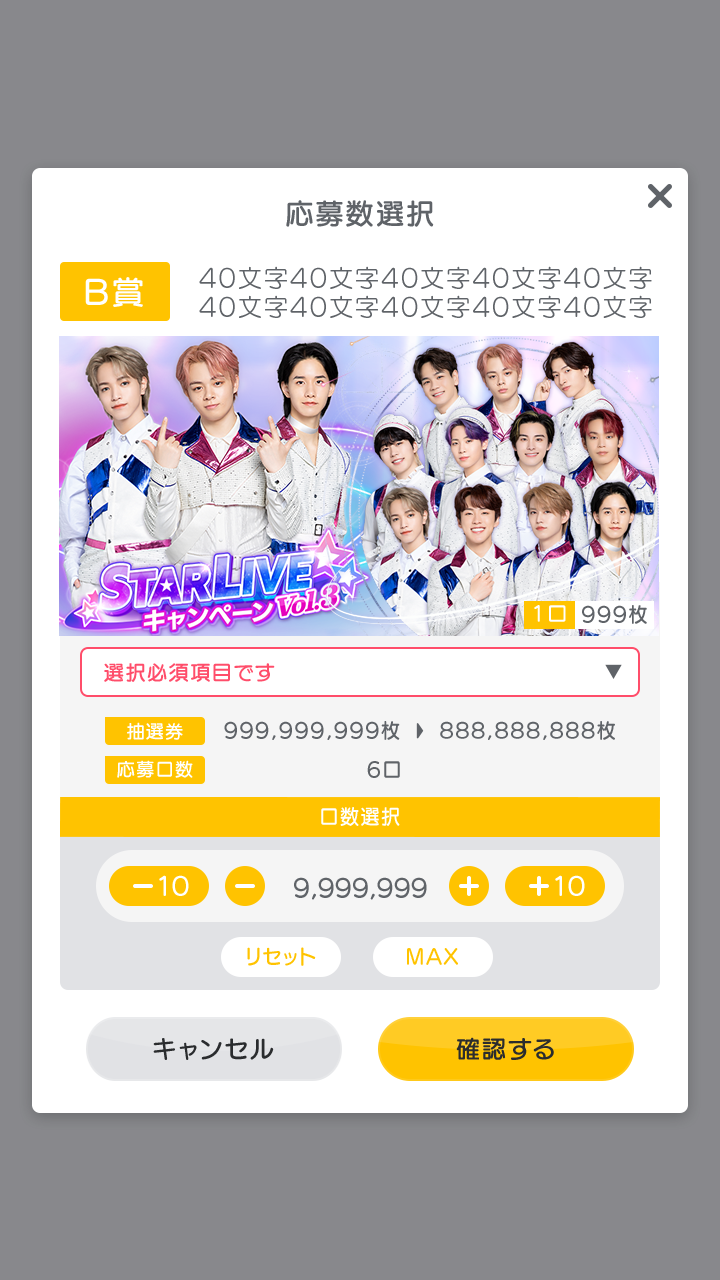 応募数選択
B賞
40文字40文字40文字40文字40文字
40文字40文字40文字40文字40文字
STARLIVE
キャンペーンVol.3
1口 999枚
選択必須項目です ▼
抽選券 999,999,999枚 ▶ 888,888,888枚
応募口数 6口
口数選択
−10 − 9,999,999 + +10
リセット MAX
キャンセル 確認する